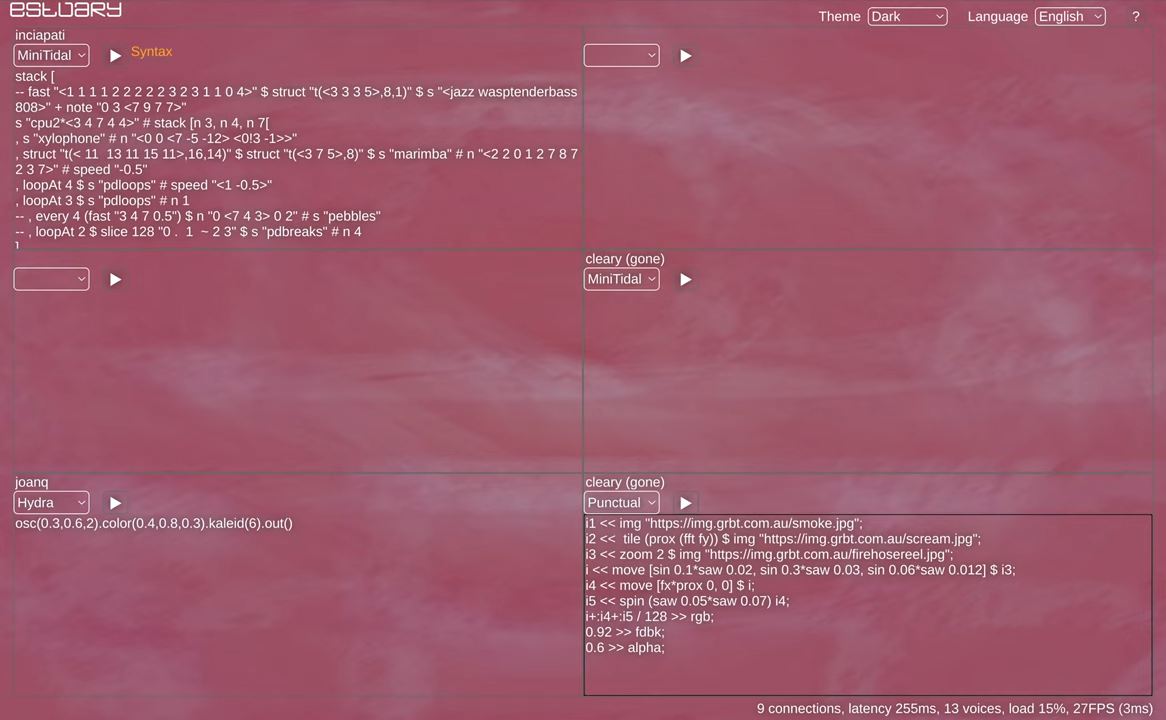 estuary
Theme Dark Language English ?
inciapati
MiniTidal Syntax
stack [
-- fast "<1 1 1 1 2 2 2 2 2 3 2 3 1 1 0 4>" $ struct "t(<3 3 3 5>,8,1)" $ s "<jazz wasptenderbass
808>" + note "0 3 <7 9 7 7>"
s "cpu2*<3 4 7 4 4>" # stack [n 3, n 4, n 7[
, s "xylophone" # n "<0 0 <7 -5 -12> <0!3 -1>>"
, struct "t(< 11  13 11 15 11>,16,14)" $ struct "t(<3 7 5>,8)" $ s "marimba" # n "<2 2 0 1 2 7 8 7
2 3 7>" # speed "-0.5"
, loopAt 4 $ s "pdloops" # speed "<1 -0.5>"
, loopAt 3 $ s "pdloops" # n 1
-- , every 4 (fast "3 4 7 0.5") $ n "0 <7 4 3> 0 2" # s "pebbles"
-- , loopAt 2 $ slice 128 "0 .  1  ~ 2 3" $ s "pdbreaks" # n 4
]
cleary (gone)
MiniTidal
joanq
Hydra
osc(0.3,0.6,2).color(0.4,0.8,0.3).kaleid(6).out()
cleary (gone)
Punctual
i1 << img "https://img.grbt.com.au/smoke.jpg";
i2 <<  tile (prox (fft fy)) $ img "https://img.grbt.com.au/scream.jpg";
i3 << zoom 2 $ img "https://img.grbt.com.au/firehosereel.jpg";
i << move [sin 0.1*saw 0.02, sin 0.3*saw 0.03, sin 0.06*saw 0.012] $ i3;
i4 << move [fx*prox 0, 0] $ i;
i5 << spin (saw 0.05*saw 0.07) i4;
i+:i4+:i5 / 128 >> rgb;
0.92 >> fdbk;
0.6 >> alpha;
9 connections, latency 255ms, 13 voices, load 15%, 27FPS (3ms)